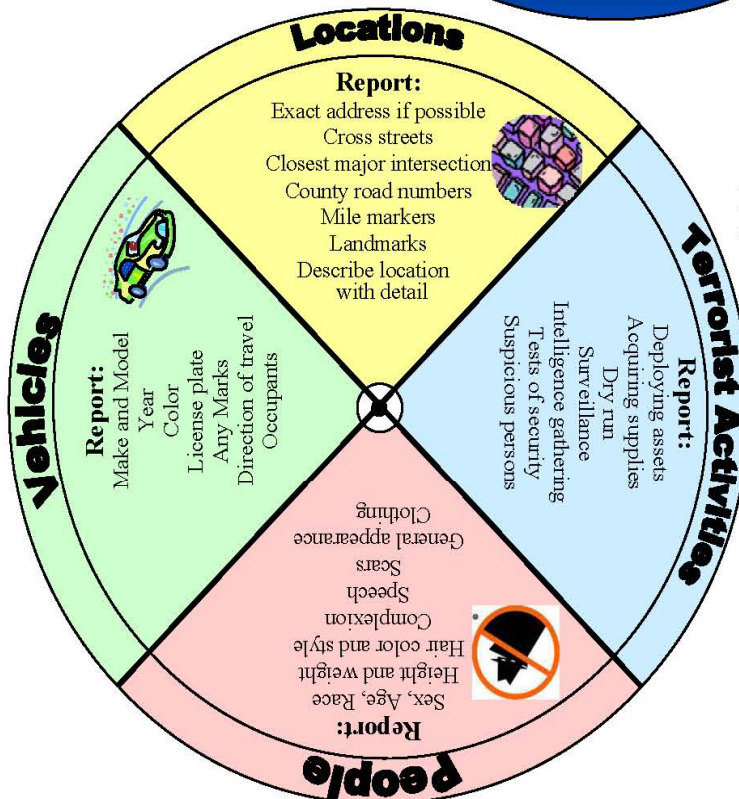 Locations
Report:
Exact address if possible
Cross streets
Closest major intersection
County road numbers
Mile markers
Landmarks
Describe location
with detail
Terrorist Activities
Report:
Deploying assets
Acquiring supplies
Dry run
Surveillance
Intelligence gathering
Tests of security
Suspicious persons
People
Report:
Sex, Age, Race
Height and weight
Hair color and style
Complexion
Speech
Scars
General appearance
Clothing
Vehicles
Report:
Make and Model
Year
Color
License plate
Any Marks
Direction of travel
Occupants